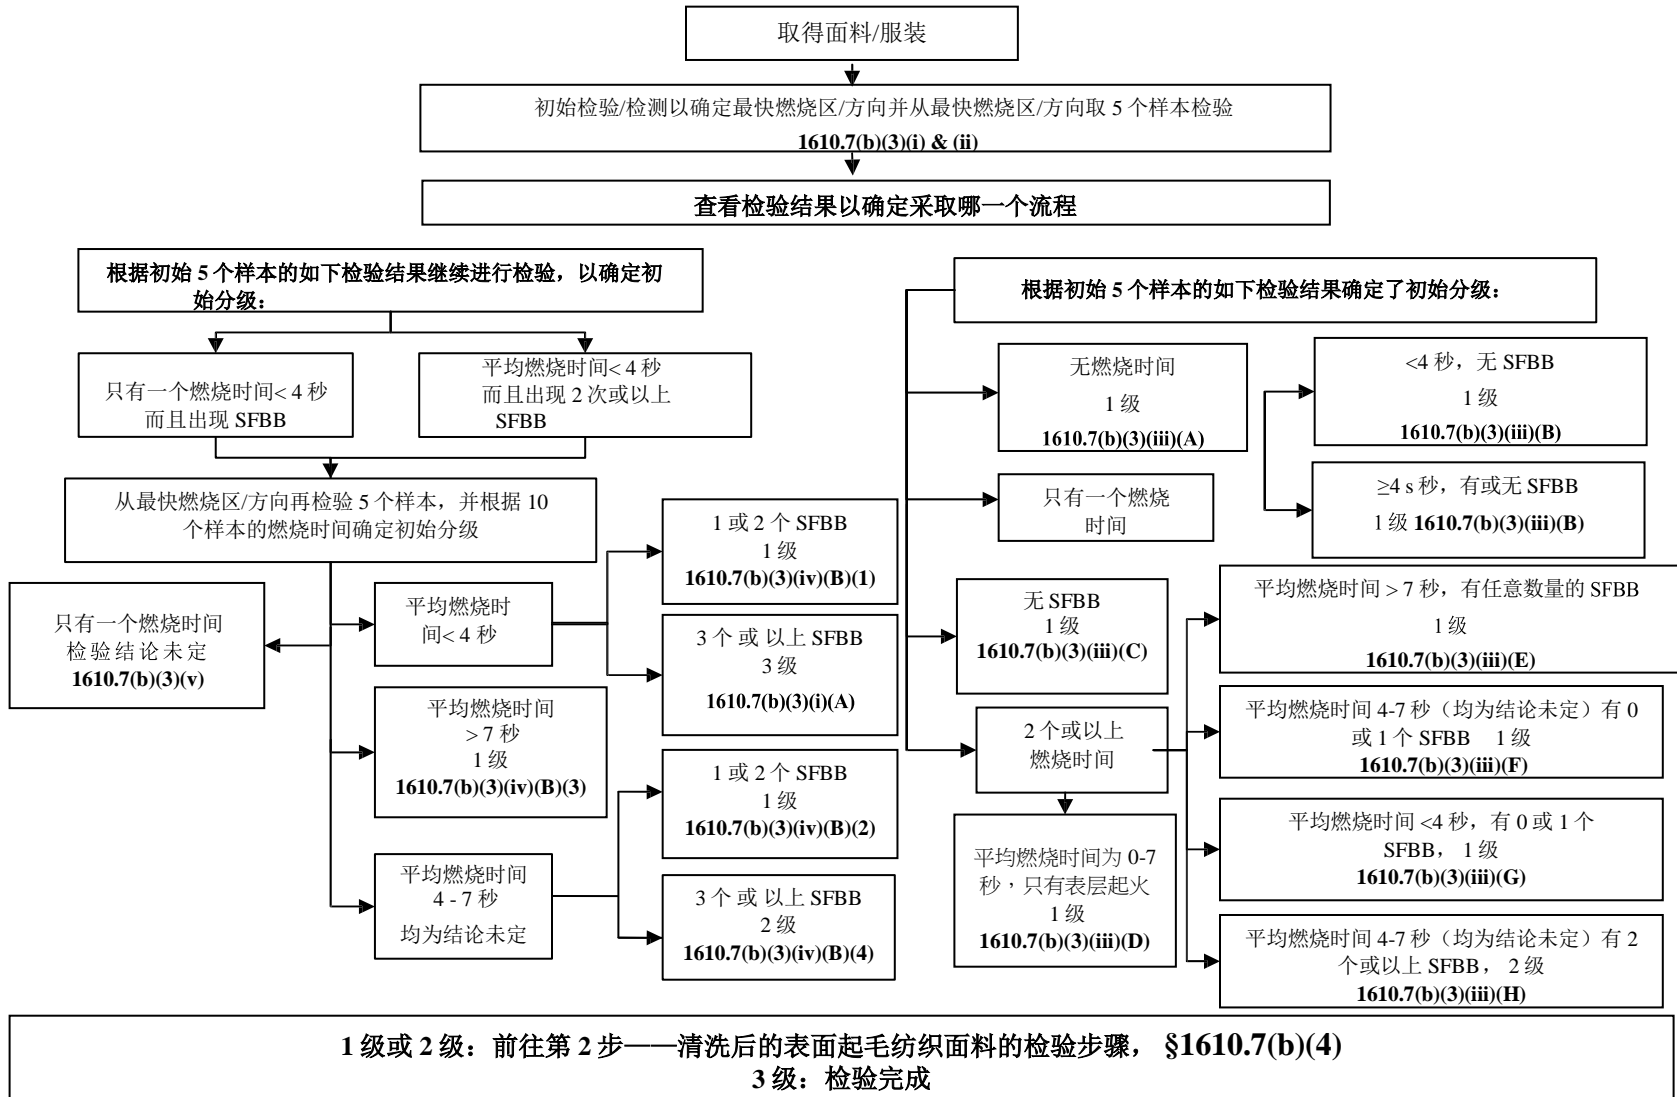 取得面料/服装
初始检验/检测以确定最快燃烧区/方向并从最快燃烧区/方向取 5 个样本检验
1610.7(b)(3)(i) & (ii)
查看检验结果以确定采取哪一个流程
根据初始 5 个样本的如下检验结果继续进行检验，以确定初
始分级：
只有一个燃烧时间< 4 秒
而且出现 SFBB
平均燃烧时间< 4 秒
而且出现 2 次或以上
SFBB
从最快燃烧区/方向再检验 5 个样本，并根据 10
个样本的燃烧时间确定初始分级
只有一个燃烧时间
检验结论未定
1610.7(b)(3)(v)
平均燃烧时
间< 4 秒
平均燃烧时间
> 7 秒
1 级
1610.7(b)(3)(iv)(B)(3)
平均燃烧时间
4 - 7 秒
均为结论未定
1 或 2 个 SFBB
1 级
1610.7(b)(3)(iv)(B)(1)
3 个 或 以上 SFBB
3 级
1610.7(b)(3)(i)(A)
1 或 2 个 SFBB
1 级
1610.7(b)(3)(iv)(B)(2)
3 个 或 以上 SFBB
2 级
1610.7(b)(3)(iv)(B)(4)
根据初始 5 个样本的如下检验结果确定了初始分级：
无燃烧时间
1 级
1610.7(b)(3)(iii)(A)
只有一个燃烧
时间
<4 秒，无 SFBB
1 级
1610.7(b)(3)(iii)(B)
≥4 s 秒，有或无 SFBB
1 级 1610.7(b)(3)(iii)(B)
无 SFBB
1 级
1610.7(b)(3)(iii)(C)
2 个或以上
燃烧时间
平均燃烧时间为 0-7
秒，只有表层起火
1 级
1610.7(b)(3)(iii)(D)
平均燃烧时间 > 7 秒，有任意数量的 SFBB
1 级
1610.7(b)(3)(iii)(E)
平均燃烧时间 4-7 秒（均为结论未定）有 0
或 1 个 SFBB 1 级
1610.7(b)(3)(iii)(F)
平均燃烧时间 <4 秒，有 0 或 1 个
SFBB， 1 级
1610.7(b)(3)(iii)(G)
平均燃烧时间 4-7 秒（均为结论未定）有 2
个或以上 SFBB， 2 级
1610.7(b)(3)(iii)(H)
1 级或 2 级：前往第 2 步——清洗后的表面起毛纺织面料的检验步骤， §1610.7(b)(4)
3 级：检验完成